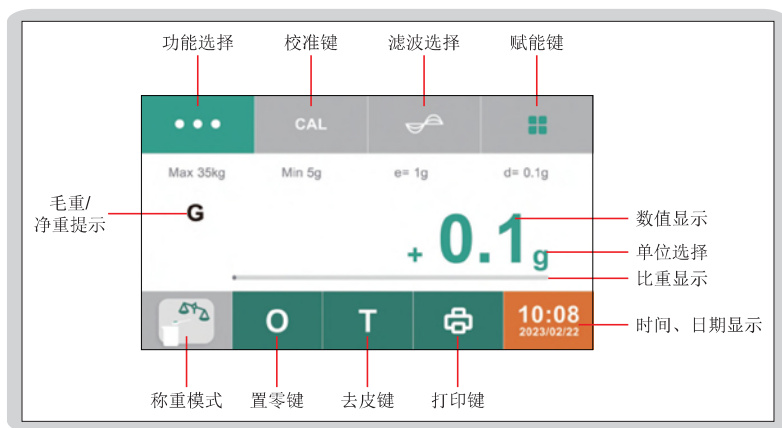 功能选择
校准键
滤波选择
赋能键
CAL
Max 35kg
Min 5g
e= 1g
d= 0.1g
毛重/
净重提示
G
+ 0.1g
数值显示
单位选择
比重显示
O
T
10:08
2023/02/22
时间、日期显示
称重模式
置零键
去皮键
打印键